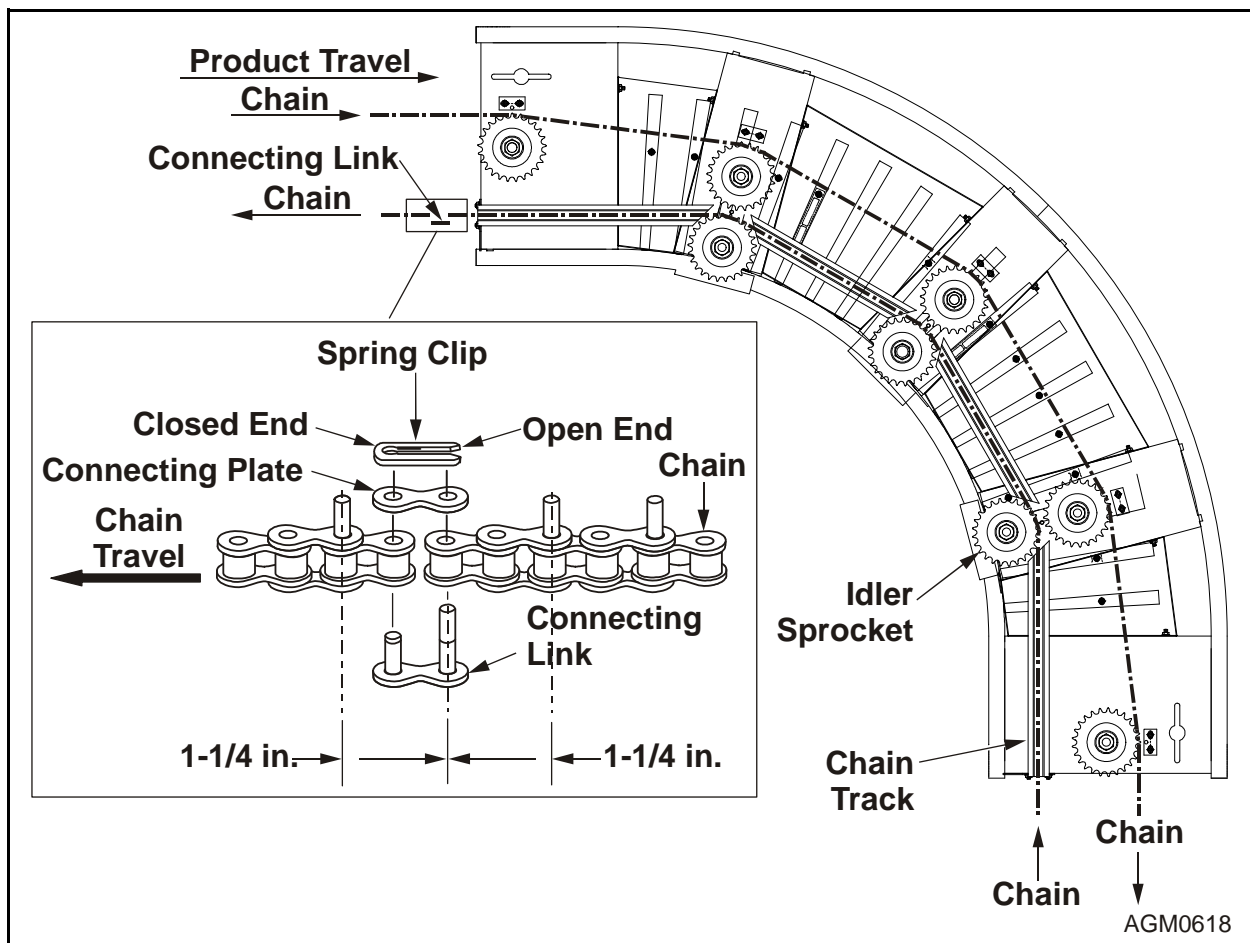 Product Travel
Chain
Connecting Link
Chain
Spring Clip
Closed End
Open End
Connecting Plate
Chain
Chain
Travel
Connecting
Link
1-1/4 in.
1-1/4 in.
Idler
Sprocket
Chain
Track
Chain
Chain
AGM0618